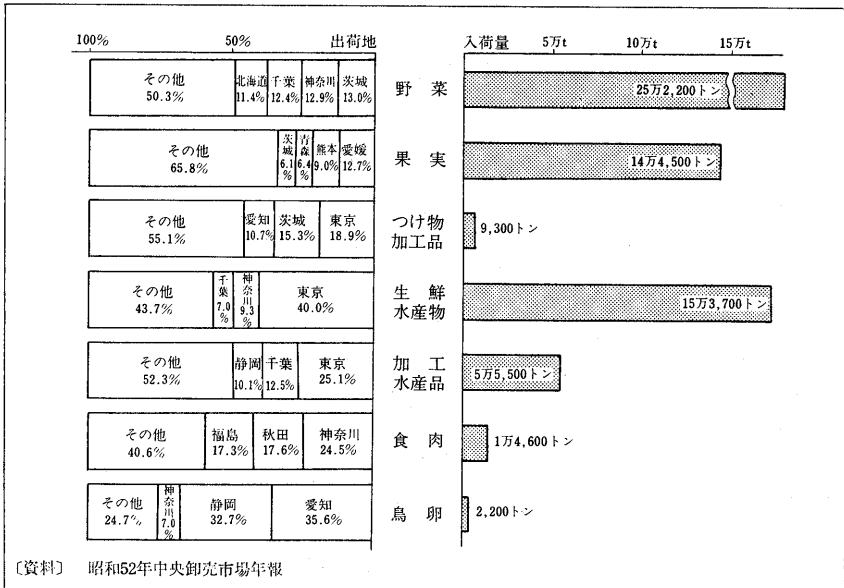 100%
50%
出荷地
入荷量
5万t
10万t
15万t
その他
50.3%
北海道
11.4%
千葉
12.4%
神奈川
12.9%
茨城
13.0%
野菜
25万2,200トン
その他
65.8%
茨城
6.1
%
青森
6.4
%
熊本
9.0%
愛媛
12.7%
果実
14万4,500トン
その他
55.1%
愛知
10.7%
茨城
15.3%
東京
18.9%
つけ物
加工品
9,300トン
その他
43.7%
千葉
7.0
%
神奈川
9.3
%
東京
40.0%
生鮮
水産物
15万3,700トン
その他
52.3%
静岡
10.1%
千葉
12.5%
東京
25.1%
加工
水産品
5万5,500トン
その他
40.6%
福島
17.3%
秋田
17.6%
神奈川
24.5%
食肉
1万4,600トン
その他
24.7%
神奈川
7.0
%
静岡
32.7%
愛知
35.6%
鳥卵
2,200トン
〔資料〕 昭和52年中央卸売市場年報